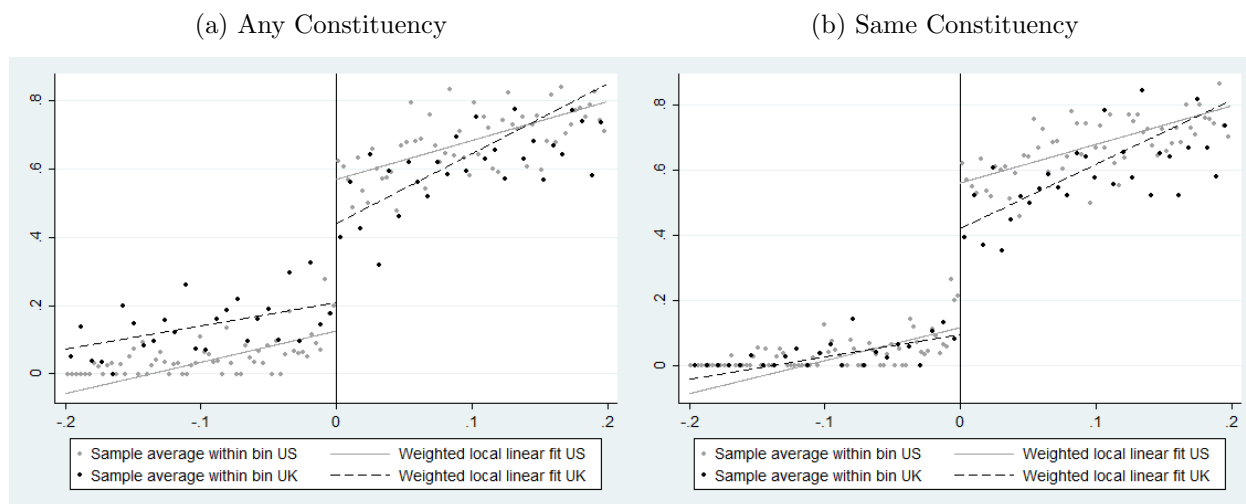 (a) Any Constituency
.8
.6
.4
.2
0
-.2 -.1 0 .1 .2
Sample average within bin US Weighted local linear fit US
Sample average within bin UK Weighted local linear fit UK
(b) Same Constituency
.8
.6
.4
.2
0
-.2 -.1 0 .1 .2
Sample average within bin US Weighted local linear fit US
Sample average within bin UK Weighted local linear fit UK